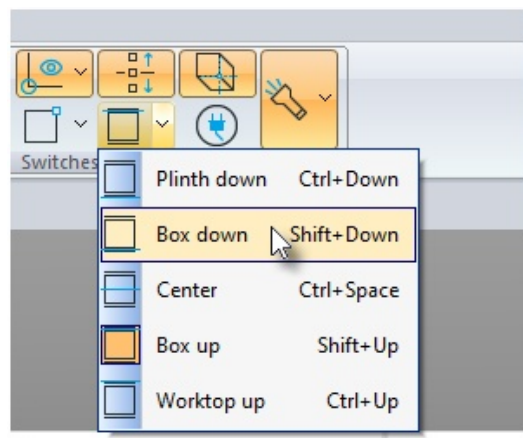 Switches
Plinth down Ctrl+Down
Box down Shift+Down
Center Ctrl+Space
Box up Shift+Up
Worktop up Ctrl+Up